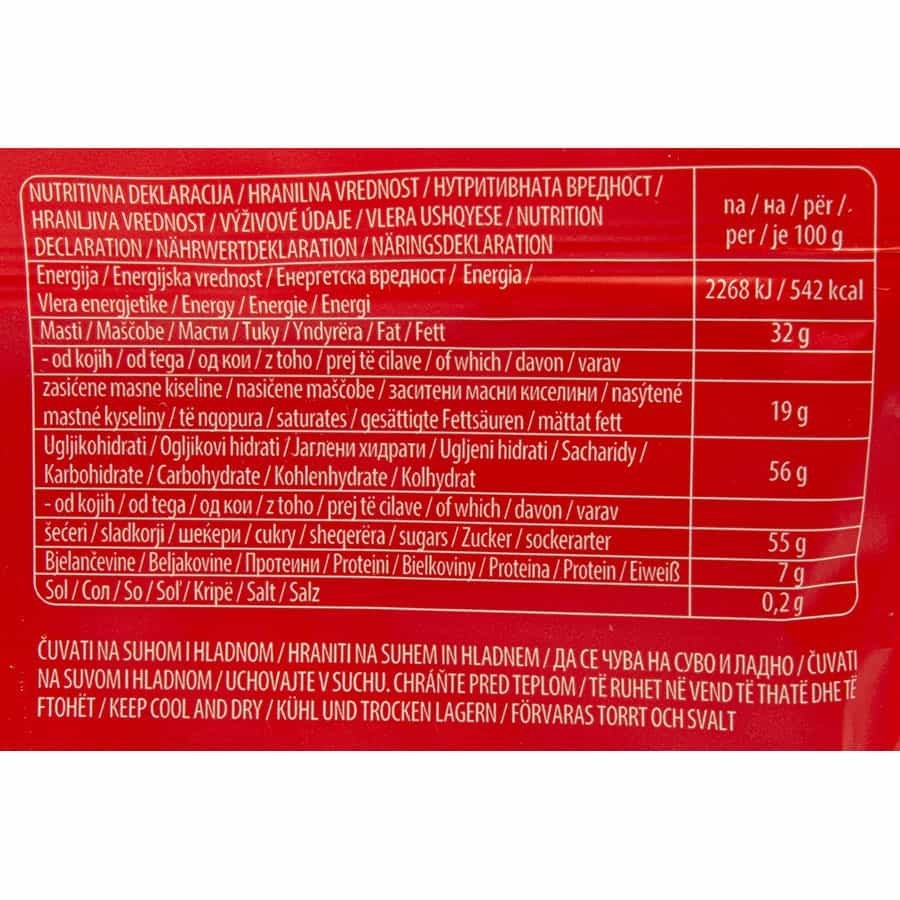 NUTRITIVNA DEKLARACIJA / HRANILNA VREDNOST / НУТРИТИВНАТА ВРЕДНОСТ /
HRANLJIVA VREDNOST / VÝŽIVOVÉ ÚDAJE / VLERA USHQYESE / NUTRITION
DECLARATION / NÄHRWERTDEKLARATION / NÄRINGSDEKLARATION
na / на / për /
per / je 100 g
Energija / Energijska vrednost / Енергетска вредност / Energia /
Vlera energjetike / Energy / Energie / Energi
2268 kJ / 542 kcal
Masti / Maščobe / Масти / Tuky / Yndyrëra / Fat / Fett
32 g
- od kojih / od tega / од кои / z toho / prej të cilave / of which / davon / varav
zasićene masne kiseline / nasičene maščobe / заситени масни киселини / nasýtené
mastné kyseliny / të ngopura / saturates / gesättigte Fettsäuren / mättat fett
19 g
Ugljikohidrati / Ogljikovi hidrati / Јаглени хидрати / Ugljeni hidrati / Sacharidy /
Karbohidrate / Carbohydrate / Kohlenhydrate / Kolhydrat
56 g
- od kojih / od tega / од кои / z toho / prej të cilave / of which / davon / varav
šećeri / sladkorji / шеќери / cukry / sheqerëra / sugars / Zucker / sockerarter
55 g
Bjelančevine / Beljakovine / Протеини / Proteini / Bielkoviny / Proteina / Protein / Eiweiß
7 g
Sol / Сол / So / Soľ / Kripë / Salt / Salz
0,2 g
ČUVATI NA SUHOM I HLADNOM / HRANITI NA SUHEM IN HLADNEM / ДА СЕ ЧУВА НА СУВО И ЛАДНО / ČUVATI
NA SUVOM I HLADNOM / UCHOVAJTE V SUCHU. CHRÁŇTE PRED TEPLOM / TË RUHET NË VEND TË THATË DHE TË
FTOHËT / KEEP COOL AND DRY / KÜHL UND TROCKEN LAGERN / FÖRVARAS TORRT OCH SVALT